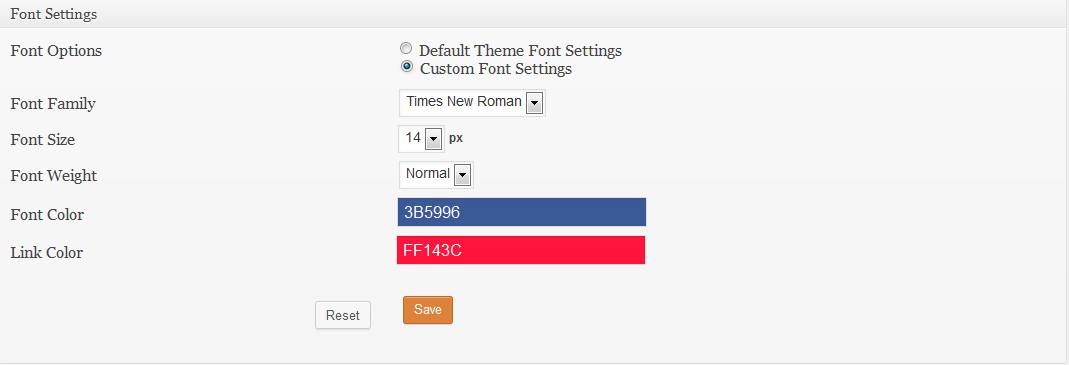 Font Settings
Font Options
Default Theme Font Settings
Custom Font Settings
Font Family
Times New Roman
Font Size
14 px
Font Weight
Normal
Font Color
3B5996
Link Color
FF143C
Reset
Save